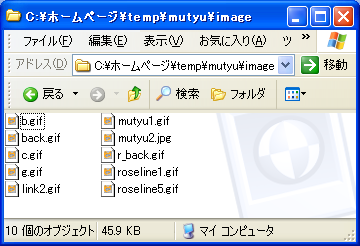 C:¥ホームページ¥temp¥mutyu¥image
ファイル(F) 編集(E) 表示(V) お気に入り(A) ツ »
アドレス(D) C:¥ホームページ¥temp¥mutyu¥image 移動
戻る 検索 フォルダ »
b.gif mutyu1.gif
back.gif mutyu2.jpg
c.gif r_back.gif
g.gif roseline1.gif
link2.gif roseline5.gif
10 個のオブジェクト 45.9 KB マイ コンピュータ